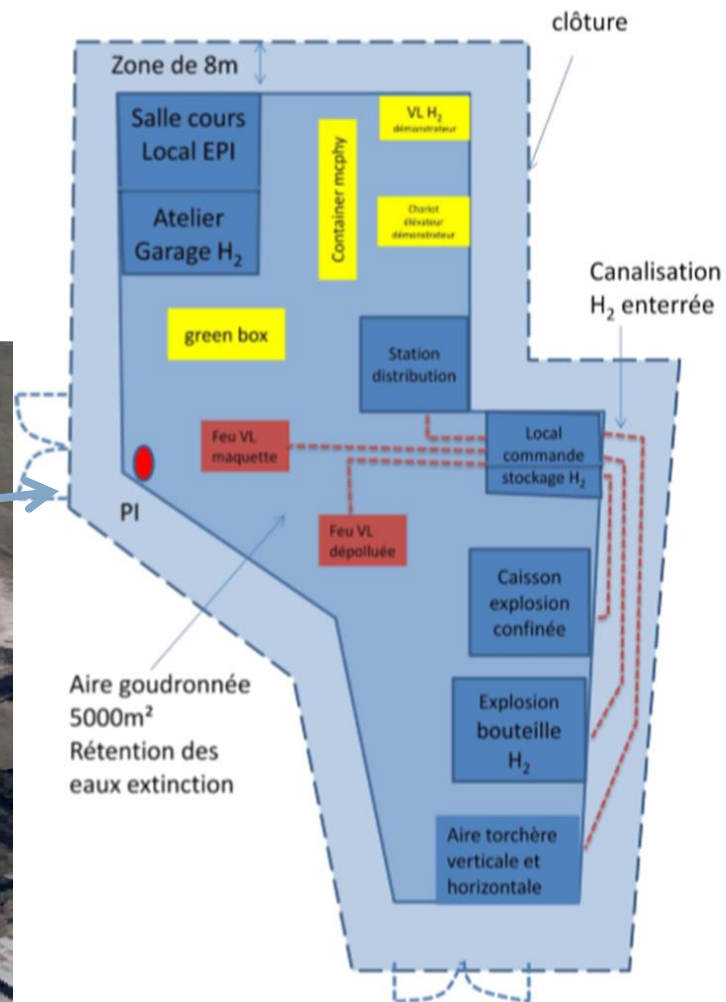 clôture
Zone de 8m
Salle cours
Local EPI
Atelier
Garage H₂
Container mcphy
VL H₂
démonstrateur
Chariot
élévateur
démonstrateur
Canalisation
H₂ enterrée
green box
Station
distribution
Feu VL
maquette
Local
commande
stockage H₂
PI
Feu VL
dépolluée
Caisson
explosion
confinée
Aire goudronnée
5000m²
Rétention des
eaux extinction
Explosion
bouteille
H₂
Aire torchère
verticale et
horizontale